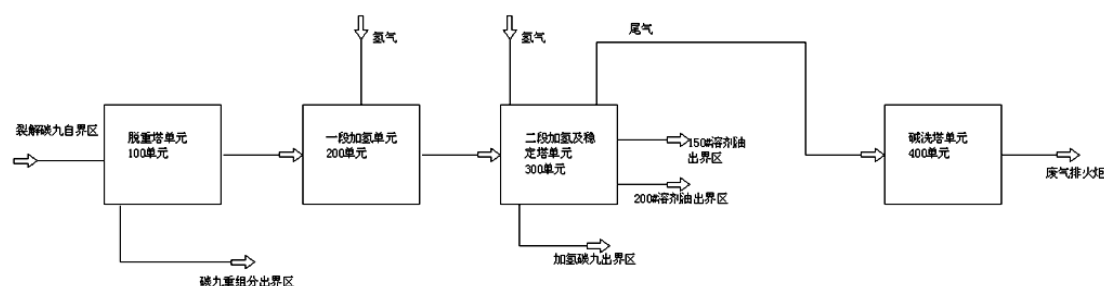 氢气
氢气
尾气
裂解碳九自界区
脱重塔单元
100单元
一段加氢单元
200单元
二段加氢及稳
定塔单元
300单元
150#溶剂油
出界区
200#溶剂油出界区
碱洗塔单元
400单元
废气排火炬
加氢碳九出界区
碳九重组分出界区